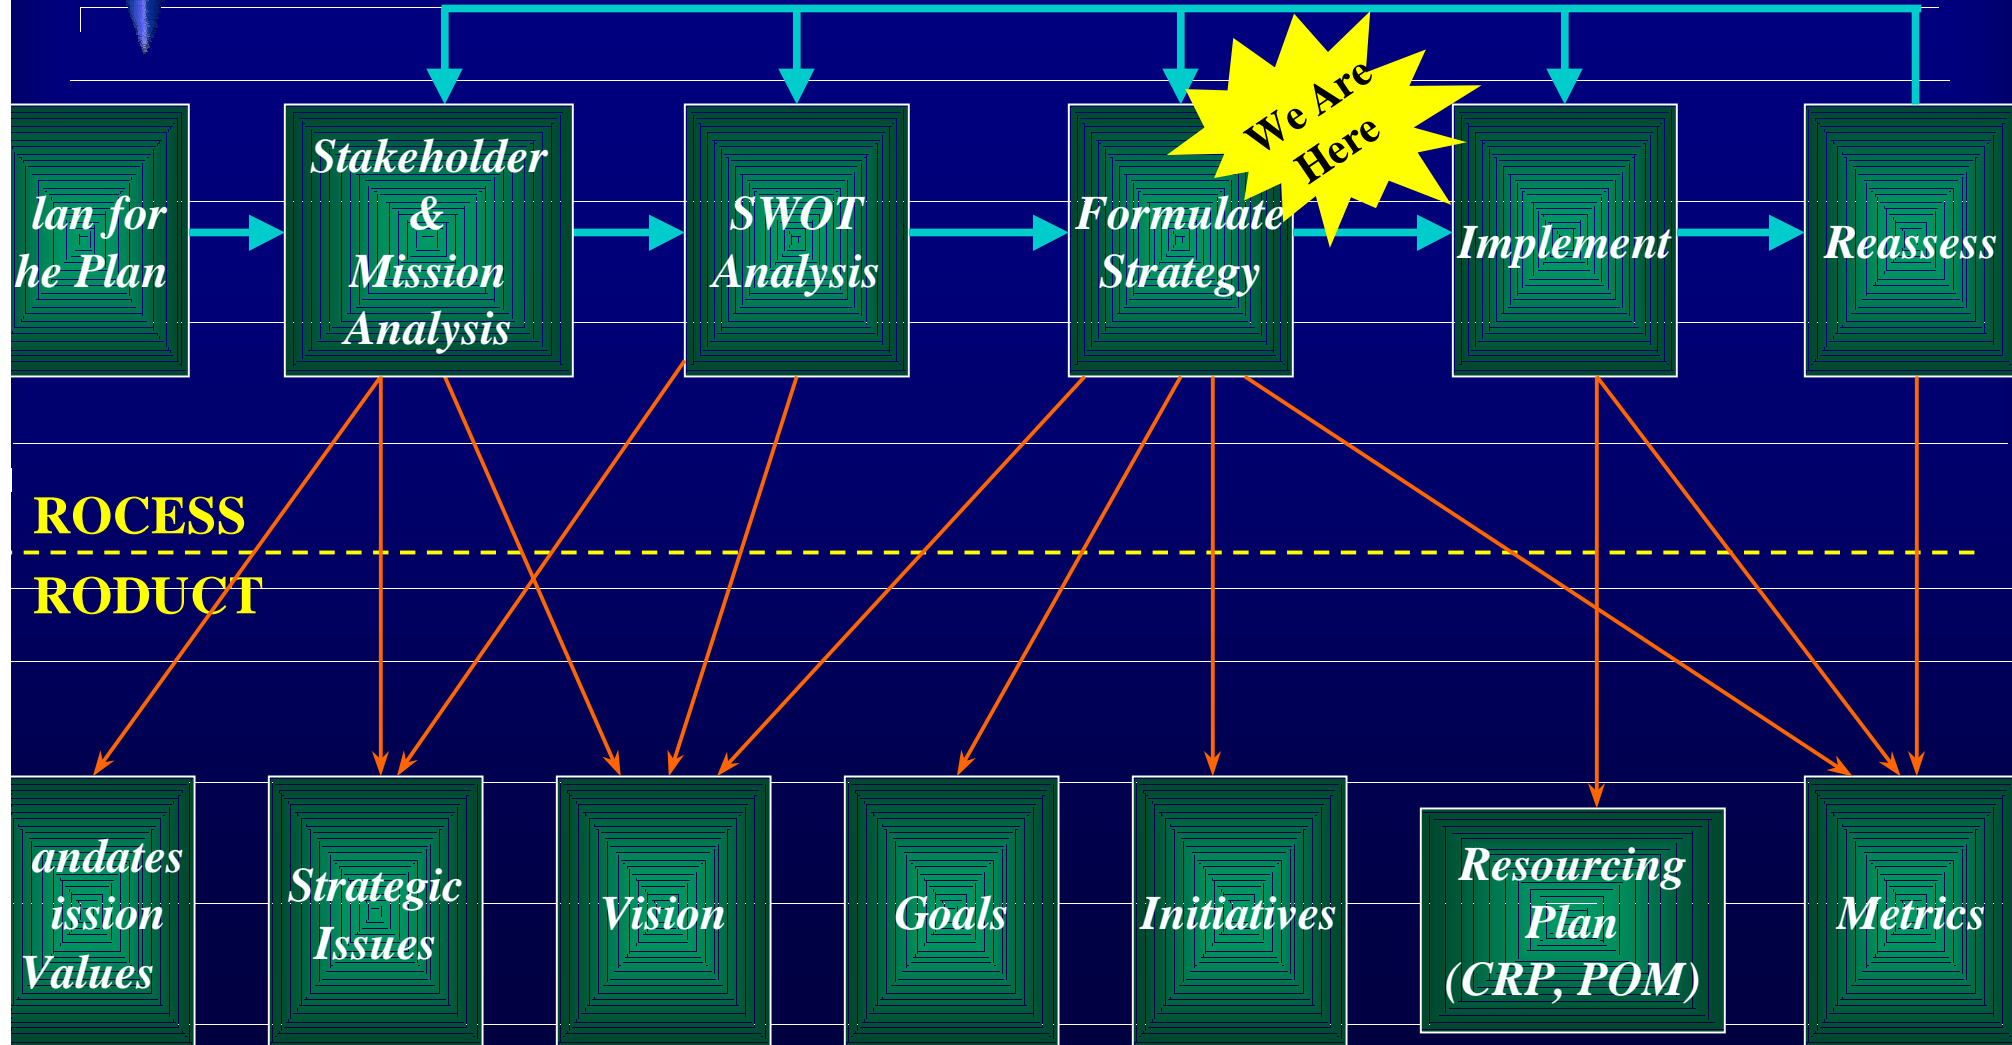 We Are
Here
lan for
he Plan
Stakeholder
&
Mission
Analysis
SWOT
Analysis
Formulate
Strategy
Implement
Reassess
ROCESS
RODUCT
andates
ission
Values
Strategic
Issues
Vision
Goals
Initiatives
Resourcing
Plan
(CRP, POM)
Metrics